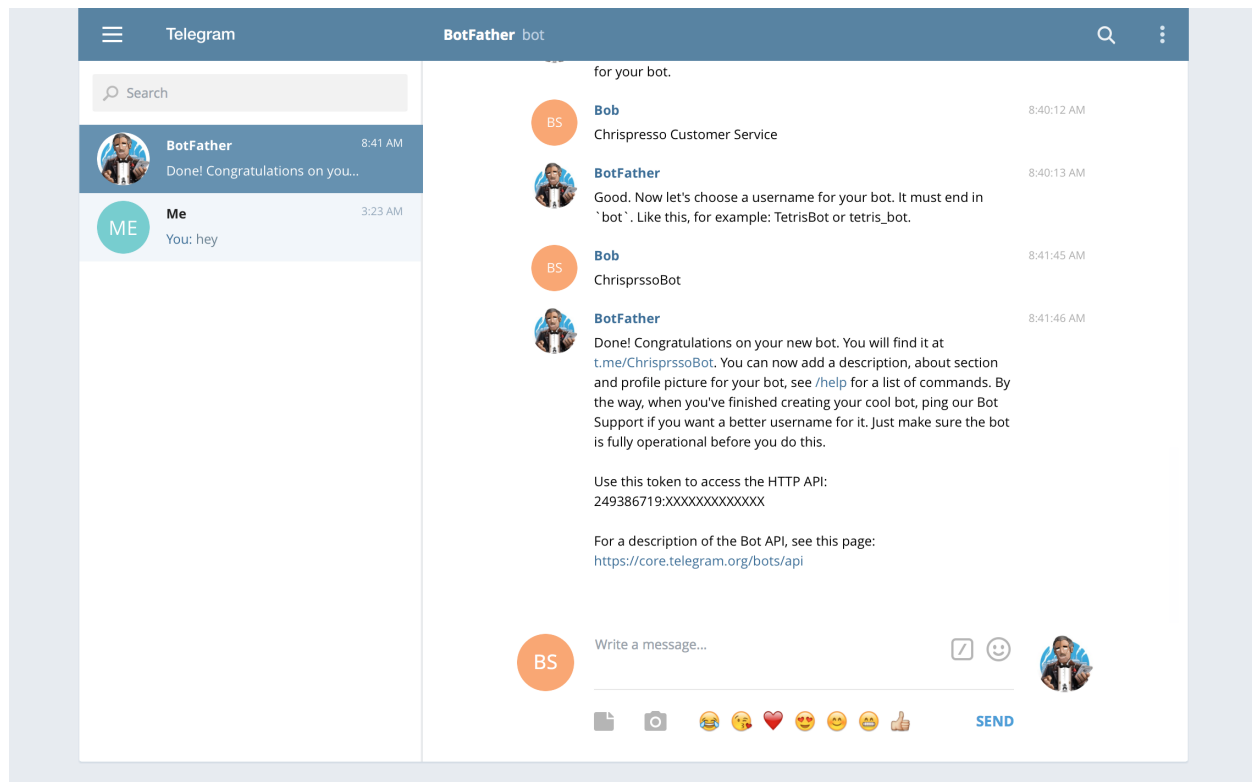 Telegram
BotFather bot
Search
BotFather 8:41 AM
Done! Congratulations on you...
ME
Me 3:23 AM
You: hey
for your bot.
BS
Bob 8:40:12 AM
Chrispresso Customer Service
BotFather 8:40:13 AM
Good. Now let's choose a username for your bot. It must end in
`bot`. Like this, for example: TetrisBot or tetris_bot.
BS
Bob 8:41:45 AM
ChrisprssoBot
BotFather 8:41:46 AM
Done! Congratulations on your new bot. You will find it at
t.me/ChrisprssoBot. You can now add a description, about section
and profile picture for your bot, see /help for a list of commands. By
the way, when you've finished creating your cool bot, ping our Bot
Support if you want a better username for it. Just make sure the bot
is fully operational before you do this.
Use this token to access the HTTP API:
249386719:XXXXXXXXXXXXX
For a description of the Bot API, see this page:
https://core.telegram.org/bots/api
BS
Write a message...
SEND